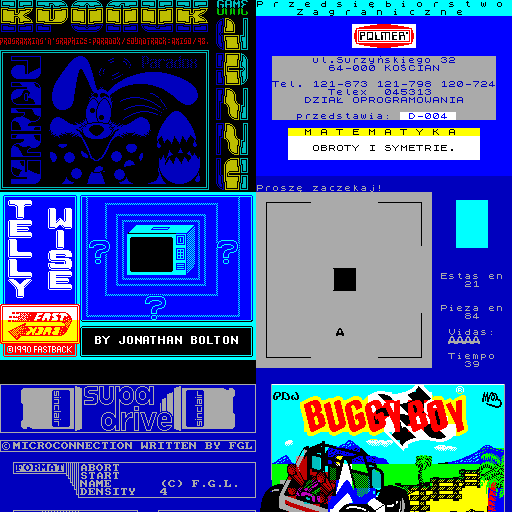 Przedsiębiorstwo
Zagraniczne
POLMER
ul.Surzyńskiego 32
64-000 KOŚCIAN
Tel. 121-673 121-798 120-724
Telex 045313
DZIAŁ OPROGRAMOWANIA
przedstawia: D-004
MATEMATYKA
OBROTY I SYMETRIE.
Proszę zaczekaj!
TELLY
WISE
FAST
BACK
©1990 FASTBACK
BY JONATHAN BOLTON
A
Estas en
21
Pieza en
84
Vidas:
AAAA
Tiempo
39
sinclair
supa
drive
sinclair
©MICROCONNECTION WRITTEN BY FGL
FORMAT
ABORT
START
NAME (C) F.G.L.
DENSITY 4
BUGGY BOY
®